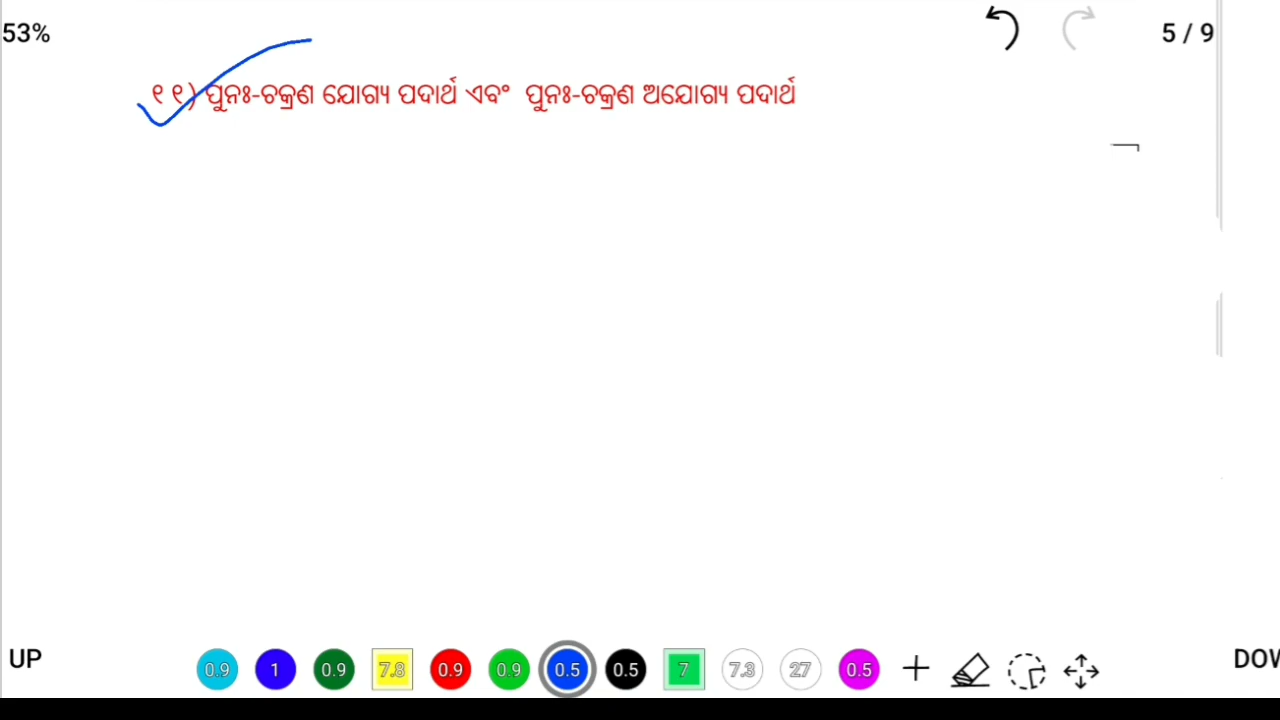 53%
5 / 9
୧୧) ପୁନଃ-ଚକ୍ରଣ ଯୋଗ୍ୟ ପଦାର୍ଥ ଏବଂ ପୁନଃ-ଚକ୍ରଣ ଅଯୋଗ୍ୟ ପଦାର୍ଥ
UP
0.9 1 0.9 7.8 0.9 0.9 0.5 0.5 7 7.3 27 0.5
DOW